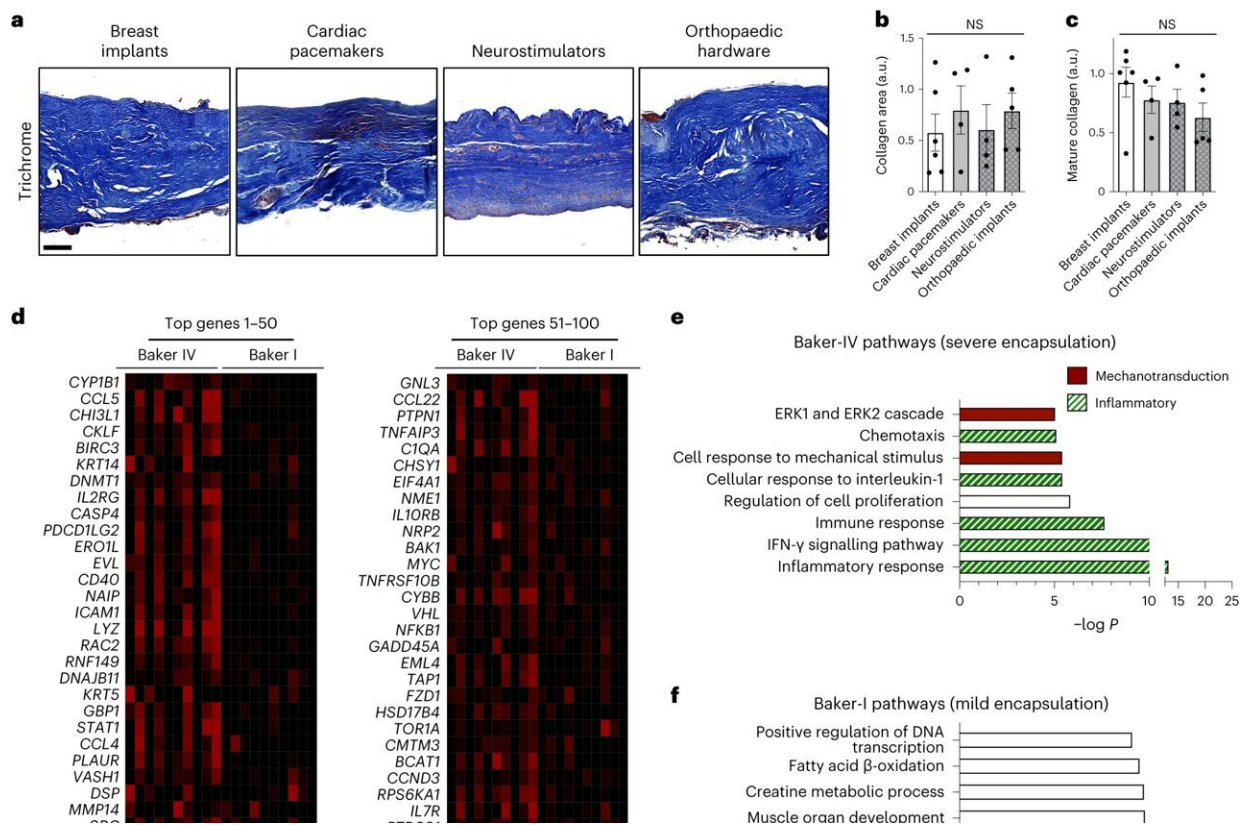 a
Breast
implants
Cardiac
pacemakers
Neurostimulators
Orthopaedic
hardware
Trichrome
b
NS
Collagen area (a.u.)
1.5
1.0
0.5
0
Breast implants
Cardiac pacemakers
Neurostimulators
Orthopaedic implants
c
NS
Mature collagen (a.u.)
1.0
0.5
0
Breast implants
Cardiac pacemakers
Neurostimulators
Orthopaedic implants
d
Top genes 1–50
Baker IV
Baker I
CYP1B1
CCL5
CHI3L1
CKLF
BIRC3
KRT14
DNMT1
IL2RG
CASP4
PDCD1LG2
ERO1L
EVL
CD40
NAIP
ICAM1
LYZ
RAC2
RNF149
DNAJB11
KRT5
GBP1
STAT1
CCL4
PLAUR
VASH1
DSP
MMP14
Top genes 51–100
Baker IV
Baker I
GNL3
CCL22
PTPN1
TNFAIP3
C1QA
CHSY1
EIF4A1
NME1
IL10RB
NRP2
BAK1
MYC
TNFRSF10B
CYBB
VHL
NFKB1
GADD45A
EML4
TAP1
FZD1
HSD17B4
TOR1A
CMTM3
BCAT1
CCND3
RPS6KA1
IL7R
e
Baker-IV pathways (severe encapsulation)
Mechanotransduction
Inflammatory
ERK1 and ERK2 cascade
Chemotaxis
Cell response to mechanical stimulus
Cellular response to interleukin-1
Regulation of cell proliferation
Immune response
IFN-γ signalling pathway
Inflammatory response
0 5 10 15 20 25
−log P
f
Baker-I pathways (mild encapsulation)
Positive regulation of DNA
transcription
Fatty acid β-oxidation
Creatine metabolic process
Muscle organ development